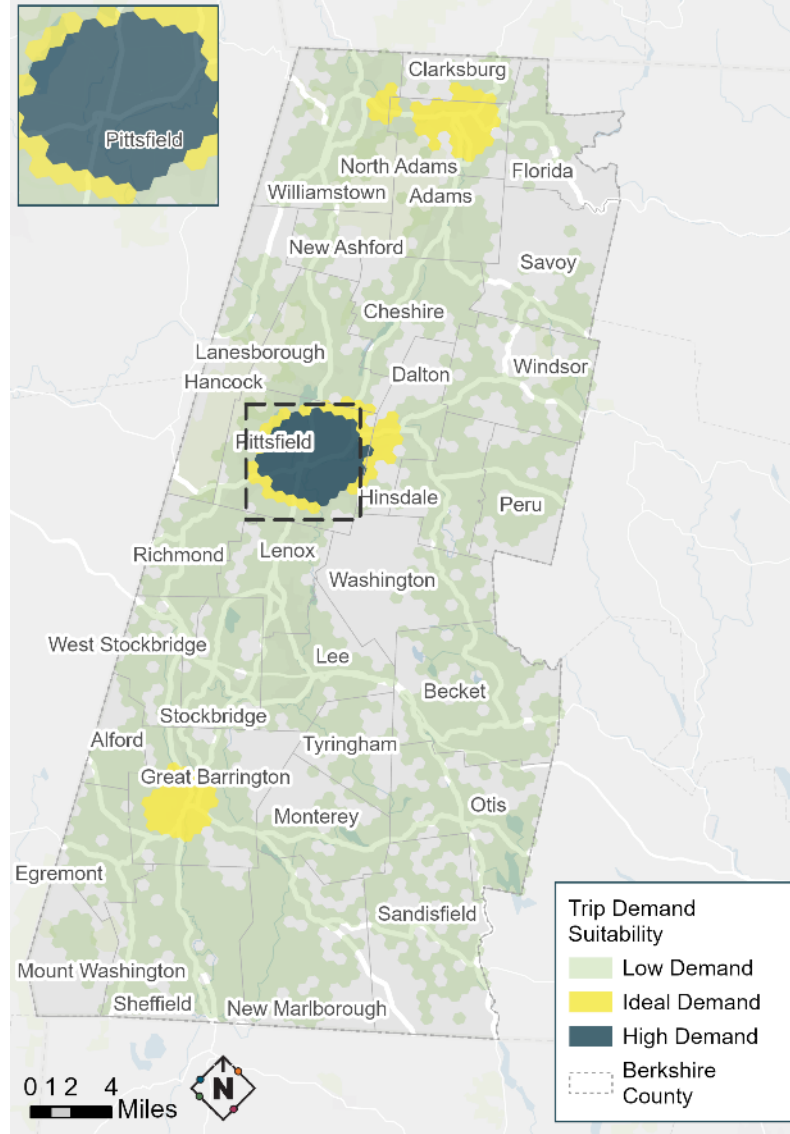 Pittsfield
Clarksburg
North Adams
Florida
Williamstown
Adams
New Ashford
Savoy
Cheshire
Lanesborough
Hancock
Dalton
Windsor
Pittsfield
Hinsdale
Peru
Richmond
Lenox
Washington
West Stockbridge
Lee
Becket
Stockbridge
Alford
Tyringham
Great Barrington
Monterey
Otis
Egremont
Sandisfield
Mount Washington
Sheffield
New Marlborough
Trip Demand
Suitability
Low Demand
Ideal Demand
High Demand
Berkshire
County
0 1 2 4
Miles
N